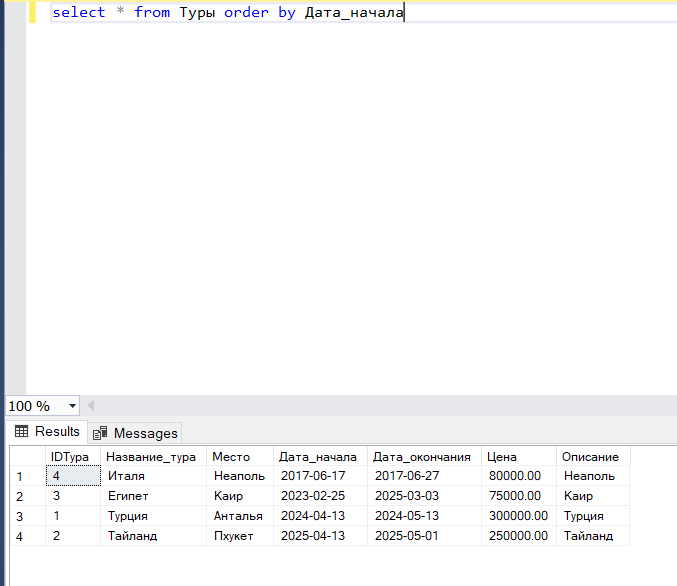 select * from Туры order by Дата_начала
100 %
Results Messages
IDТура Название_тура Место Дата_начала Дата_окончания Цена Описание
1 4 Италя Неаполь 2017-06-17 2017-06-27 80000.00 Неаполь
2 3 Египет Каир 2023-02-25 2025-03-03 75000.00 Каир
3 1 Турция Анталья 2024-04-13 2024-05-13 300000.00 Турция
4 2 Тайланд Пхукет 2025-04-13 2025-05-01 250000.00 Тайланд